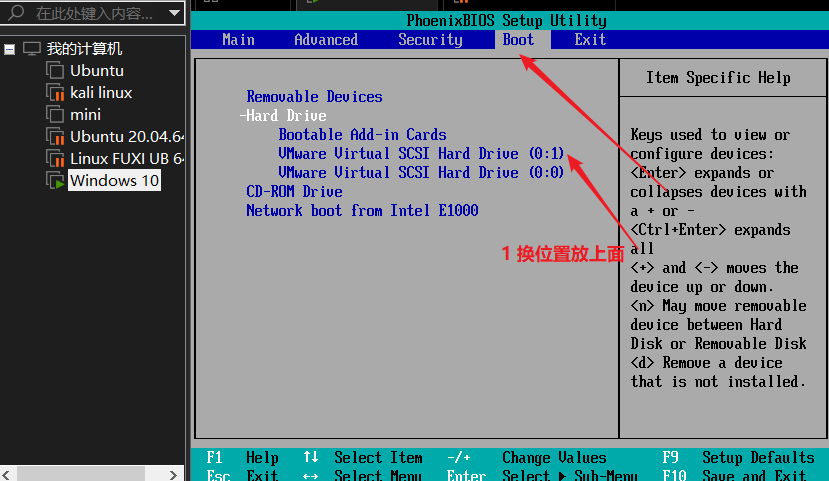 在此处键入内容...
我的计算机
Ubuntu
kali linux
mini
Ubuntu 20.04.64
Linux FUXI UB 64
Windows 10
PhoenixBIOS Setup Utility
Main Advanced Security Boot Exit
Removable Devices
-Hard Drive
Bootable Add-in Cards
VMware Virtual SCSI Hard Drive (0:1)
VMware Virtual SCSI Hard Drive (0:0)
CD-ROM Drive
Network boot from Intel E1000
1 换位置放上面
Item Specific Help
Keys used to view or
configure devices:
<Enter> expands or
collapses devices with
a + or -
<Ctrl+Enter> expands
all
<+> and <-> moves the
device up or down.
<n> May move removable
device between Hard
Disk or Removable Disk
<d> Remove a device
that is not installed.
F1 Help ↑↓ Select Item -/+ Change Values F9 Setup Defaults
Esc Exit ↔ Select Menu Enter Select ▶ Sub-Menu F10 Save and Exit